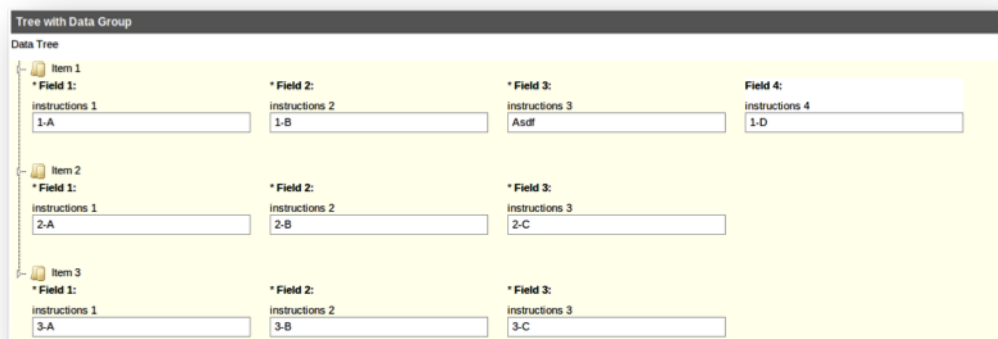 Tree with Data Group
Data Tree
Item 1
* Field 1: * Field 2: * Field 3: Field 4:
instructions 1 instructions 2 instructions 3 instructions 4
1-A 1-B Asdf 1-D
Item 2
* Field 1: * Field 2: * Field 3:
instructions 1 instructions 2 instructions 3
2-A 2-B 2-C
Item 3
* Field 1: * Field 2: * Field 3:
instructions 1 instructions 2 instructions 3
3-A 3-B 3-C